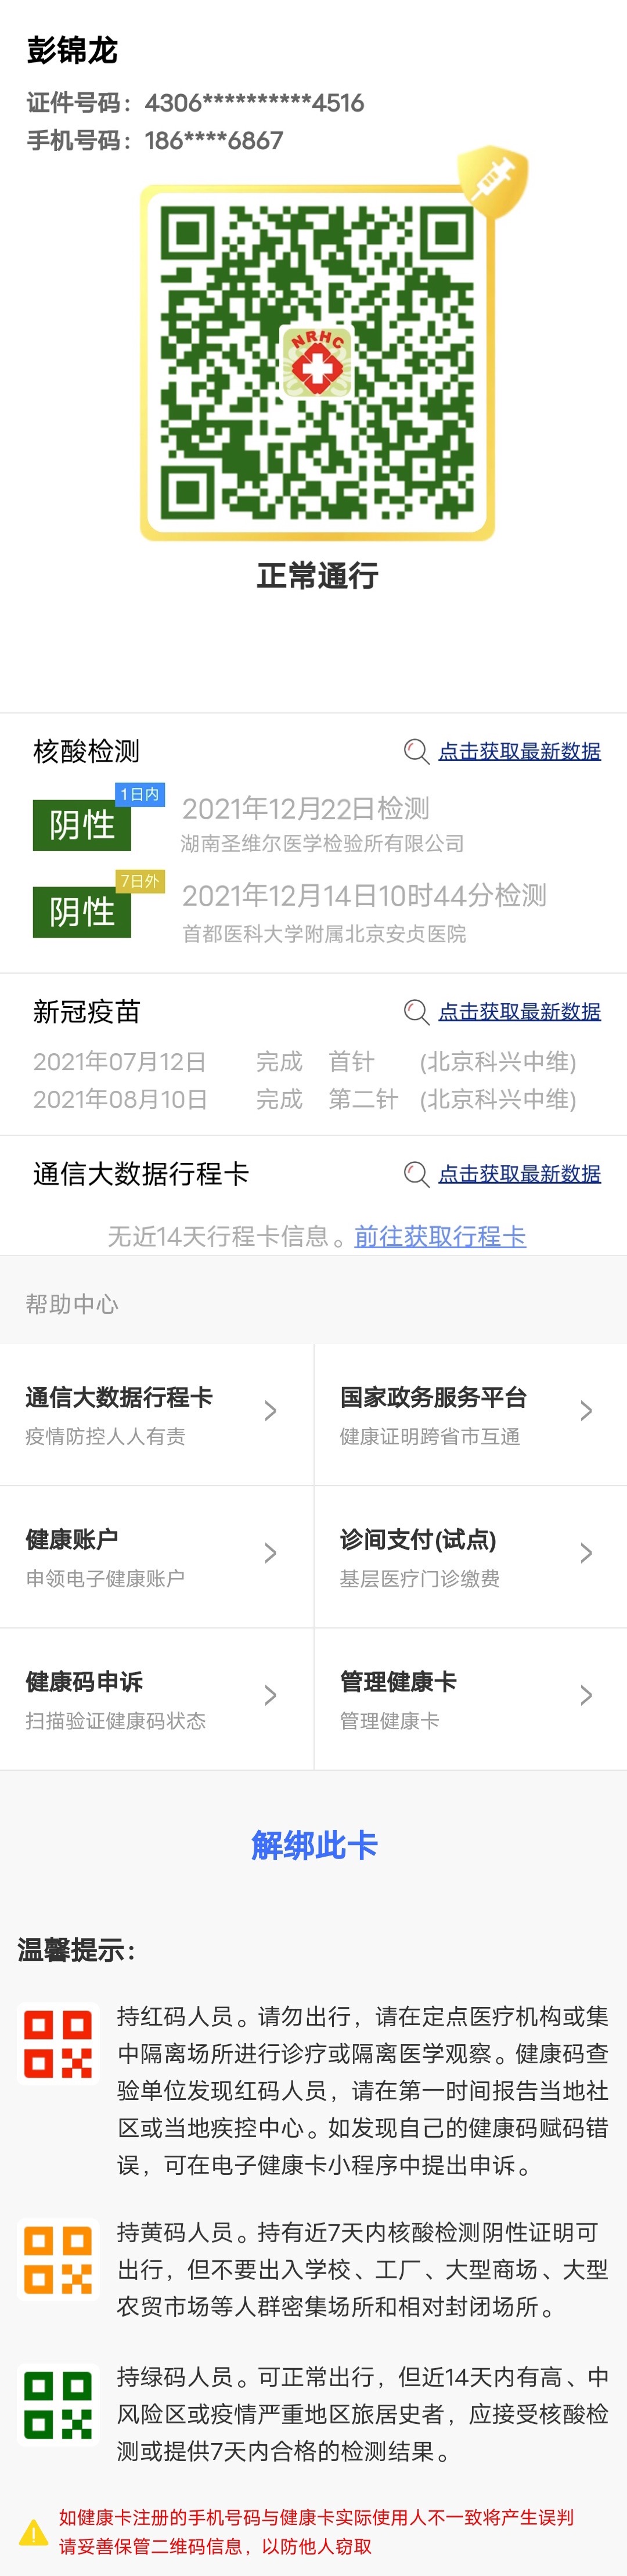 彭锦龙
证件号码：4306**********4516
手机号码：186****6867
NRHC
正常通行
核酸检测 点击获取最新数据
1日内
阴性 2021年12月22日检测
湖南圣维尔医学检验所有限公司
7日外
阴性 2021年12月14日10时44分检测
首都医科大学附属北京安贞医院
新冠疫苗 点击获取最新数据
2021年07月12日 完成 首针 (北京科兴中维)
2021年08月10日 完成 第二针 (北京科兴中维)
通信大数据行程卡 点击获取最新数据
无近14天行程卡信息。前往获取行程卡
帮助中心
通信大数据行程卡
疫情防控人人有责
国家政务服务平台
健康证明跨省市互通
健康账户
申领电子健康账户
诊间支付(试点)
基层医疗门诊缴费
健康码申诉
扫描验证健康码状态
管理健康卡
管理健康卡
解绑此卡
温馨提示：
持红码人员。请勿出行，请在定点医疗机构或集
中隔离场所进行诊疗或隔离医学观察。健康码查
验单位发现红码人员，请在第一时间报告当地社
区或当地疾控中心。如发现自己的健康码赋码错
误，可在电子健康卡小程序中提出申诉。
持黄码人员。持有近7天内核酸检测阴性证明可
出行，但不要出入学校、工厂、大型商场、大型
农贸市场等人群密集场所和相对封闭场所。
持绿码人员。可正常出行，但近14天内有高、中
风险区或疫情严重地区旅居史者，应接受核酸检
测或提供7天内合格的检测结果。
如健康卡注册的手机号码与健康卡实际使用人不一致将产生误判
请妥善保管二维码信息，以防他人窃取